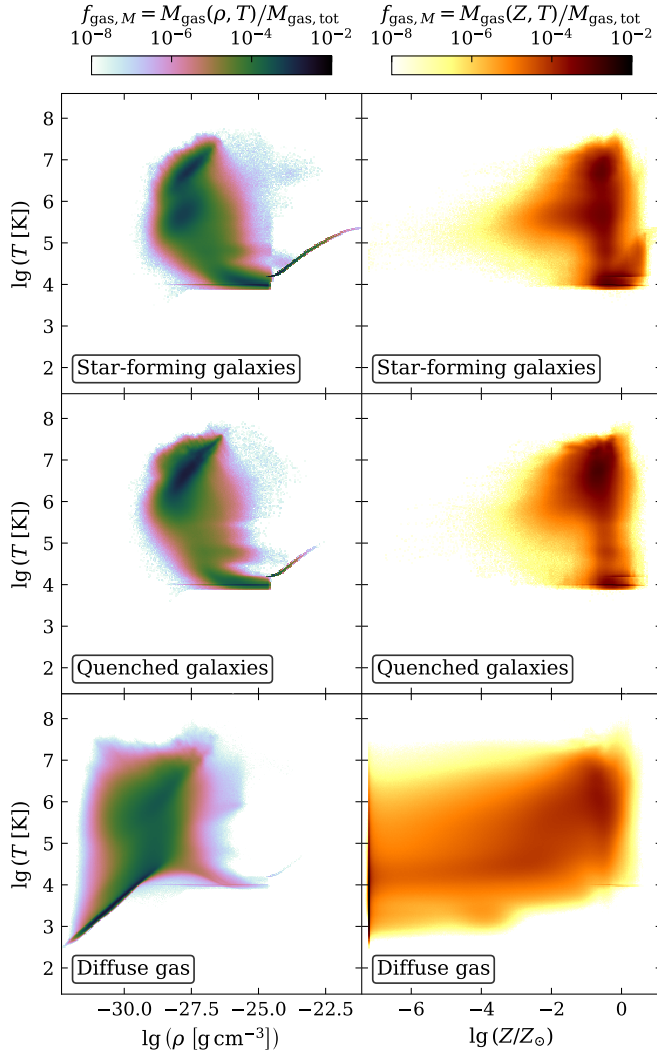 f_gas,M = M_gas(ρ, T)/M_gas,tot f_gas,M = M_gas(Z, T)/M_gas,tot
10^−8 10^−6 10^−4 10^−2 10^−8 10^−6 10^−4 10^−2
8
7
6
5
4
3
2
lg (T [K])
Star-forming galaxies Star-forming galaxies
8
7
6
5
4
3
2
lg (T [K])
Quenched galaxies Quenched galaxies
8
7
6
5
4
3
2
lg (T [K])
Diffuse gas Diffuse gas
−30.0 −27.5 −25.0 −22.5 −6 −4 −2 0
lg (ρ [g cm^−3]) lg (Z/Z_⊙)